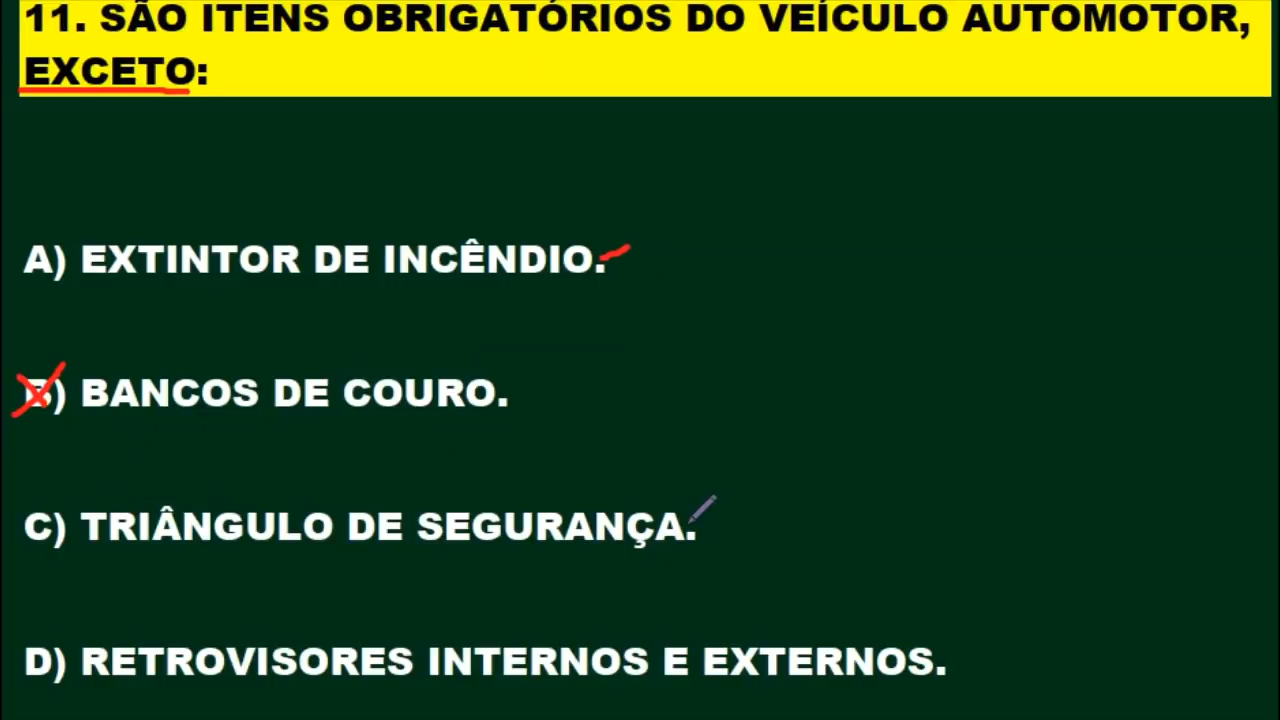 11. SÃO ITENS OBRIGATÓRIOS DO VEÍCULO AUTOMOTOR,
EXCETO:
A) EXTINTOR DE INCÊNDIO.
B) BANCOS DE COURO.
C) TRIÂNGULO DE SEGURANÇA.
D) RETROVISORES INTERNOS E EXTERNOS.